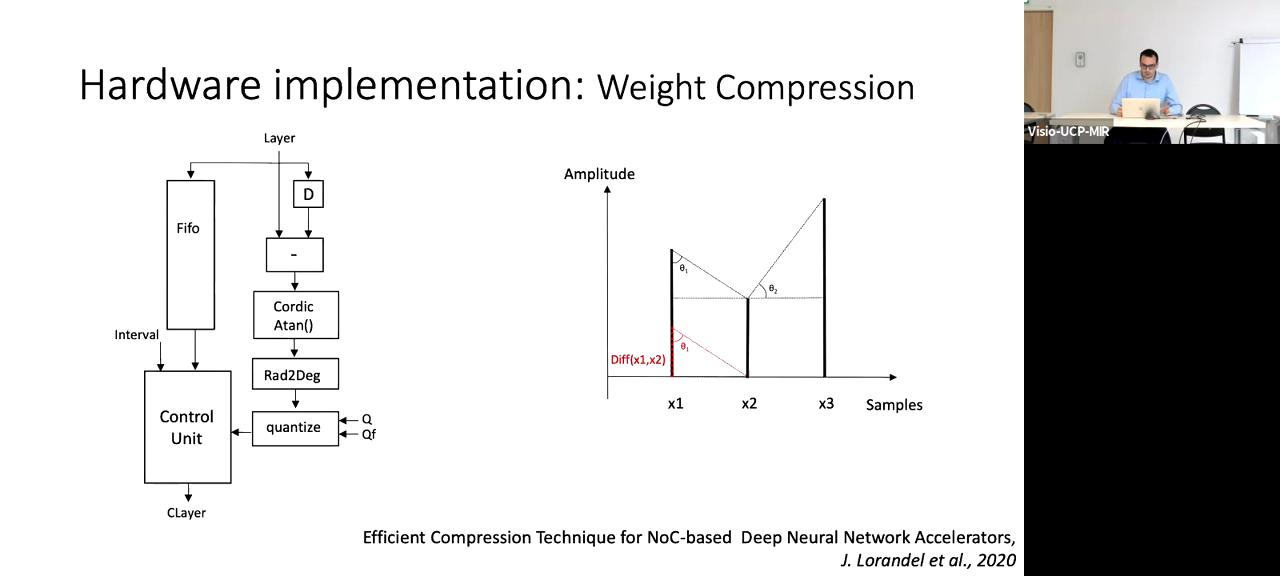 Hardware implementation: Weight Compression
Layer
D
Fifo
-
Cordic
Atan()
Interval
Rad2Deg
Control
Unit
quantize
Q
Qf
CLayer
Amplitude
θ1
θ2
Diff(x1,x2)
θ1
x1
x2
x3
Samples
Efficient Compression Technique for NoC-based Deep Neural Network Accelerators,
J. Lorandel et al., 2020
Visio-UCP-MIR